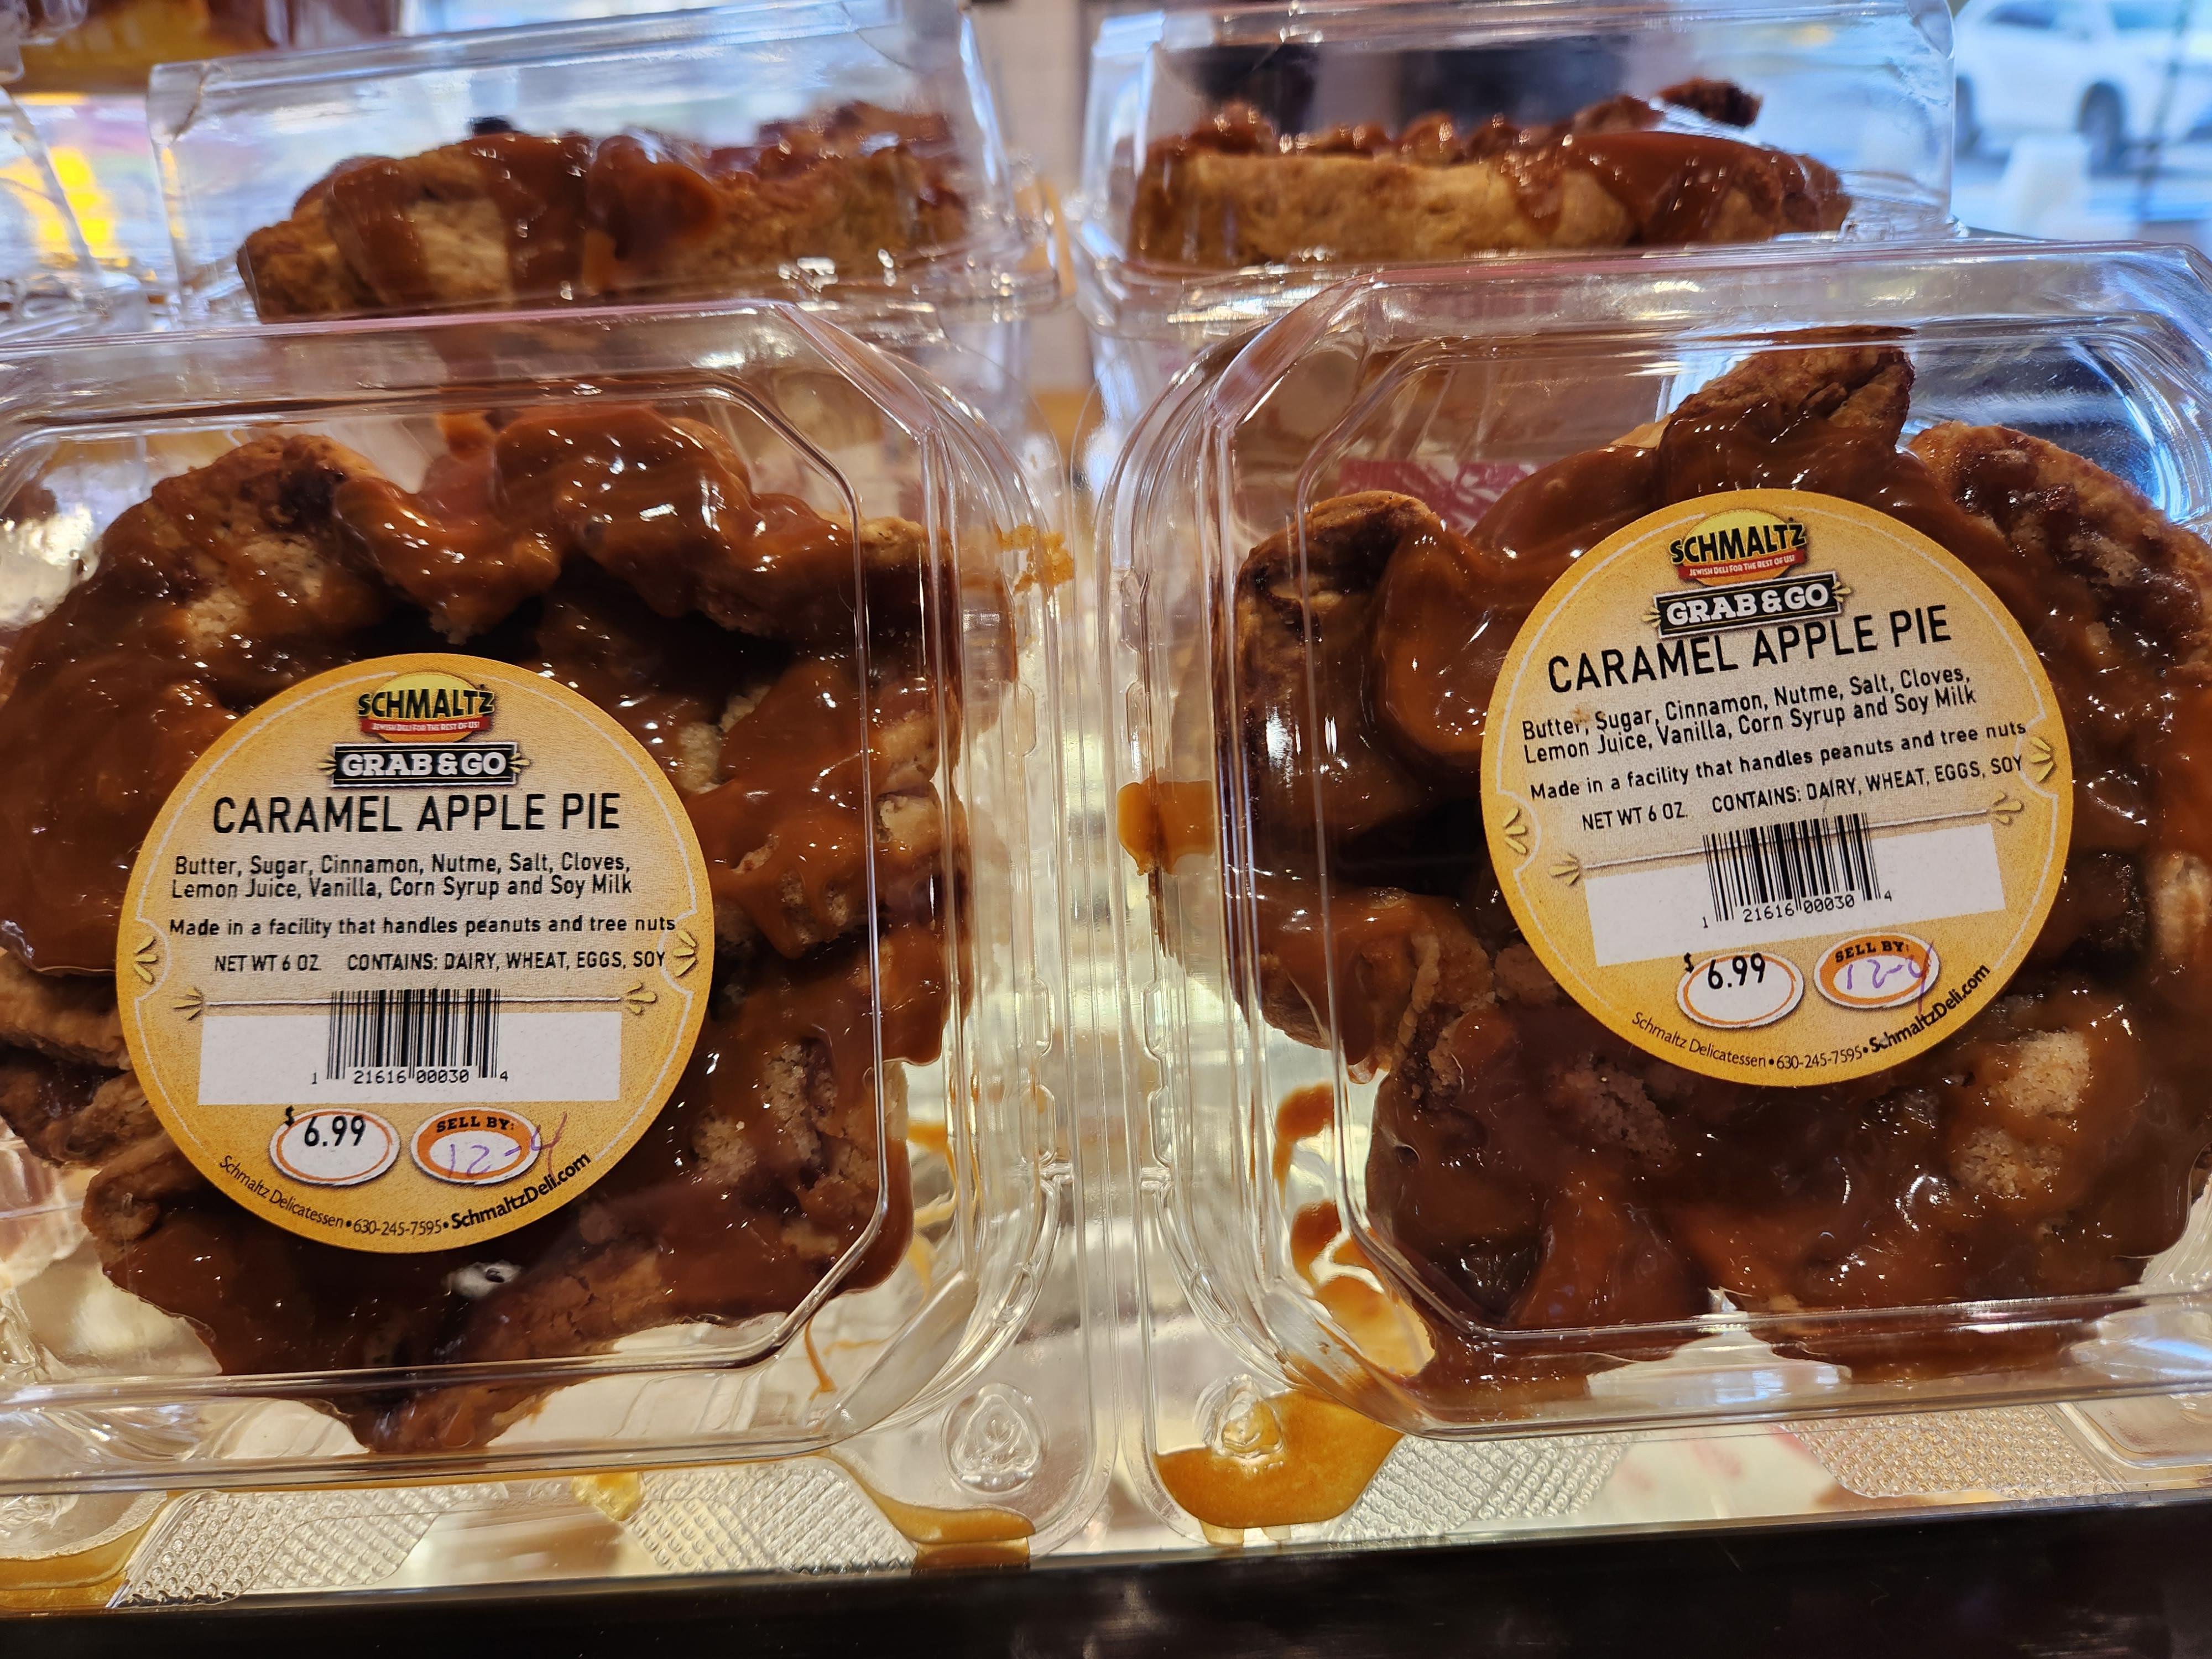 SCHMALTZ
JEWISH DELI FOR THE REST OF US!
GRAB & GO
CARAMEL APPLE PIE
Butter, Sugar, Cinnamon, Nutme, Salt, Cloves,
Lemon Juice, Vanilla, Corn Syrup and Soy Milk
Made in a facility that handles peanuts and tree nuts
NET WT 6 OZ. CONTAINS: DAIRY, WHEAT, EGGS, SOY
1 21616 00030 4
$ 6.99 SELL BY: 12-4
Schmaltz Delicatessen • 630-245-7595 • SchmaltzDeli.com
SCHMALTZ
JEWISH DELI FOR THE REST OF US!
GRAB & GO
CARAMEL APPLE PIE
Butter, Sugar, Cinnamon, Nutme, Salt, Cloves,
Lemon Juice, Vanilla, Corn Syrup and Soy Milk
Made in a facility that handles peanuts and tree nuts
NET WT 6 OZ. CONTAINS: DAIRY, WHEAT, EGGS, SOY
1 21616 00030 4
$ 6.99 SELL BY: 12-4
Schmaltz Delicatessen • 630-245-7595 • SchmaltzDeli.com